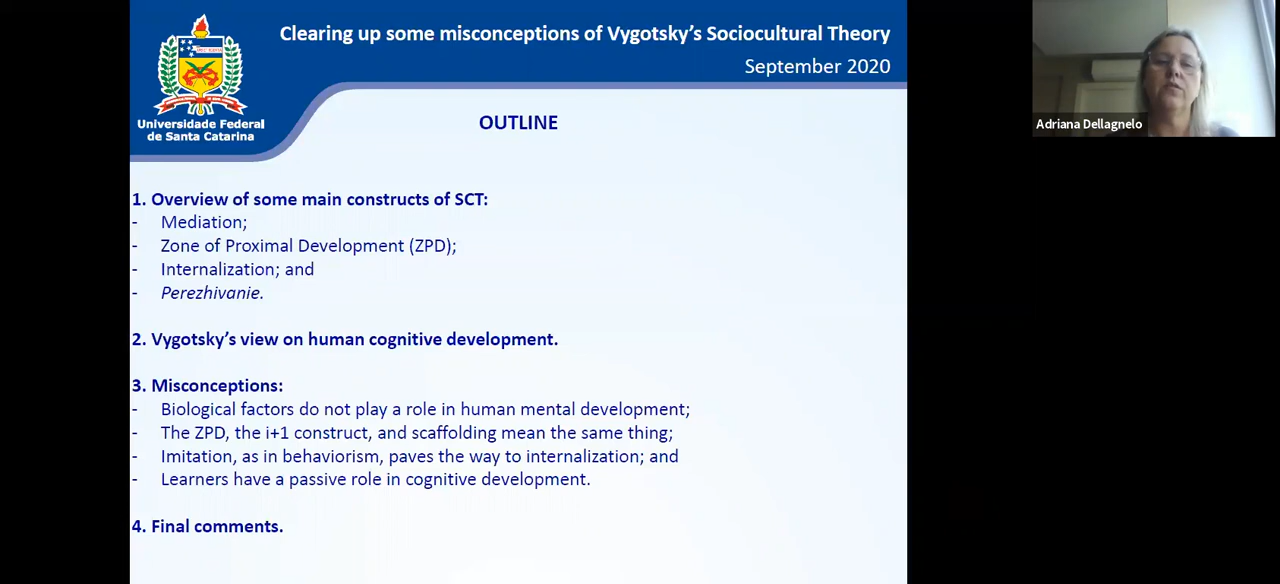 Clearing up some misconceptions of Vygotsky's Sociocultural Theory
September 2020
Universidade Federal
de Santa Catarina
OUTLINE
1. Overview of some main constructs of SCT:
- Mediation;
- Zone of Proximal Development (ZPD);
- Internalization; and
- Perezhivanie.
2. Vygotsky's view on human cognitive development.
3. Misconceptions:
- Biological factors do not play a role in human mental development;
- The ZPD, the i+1 construct, and scaffolding mean the same thing;
- Imitation, as in behaviorism, paves the way to internalization; and
- Learners have a passive role in cognitive development.
4. Final comments.
Adriana Dellagnelo